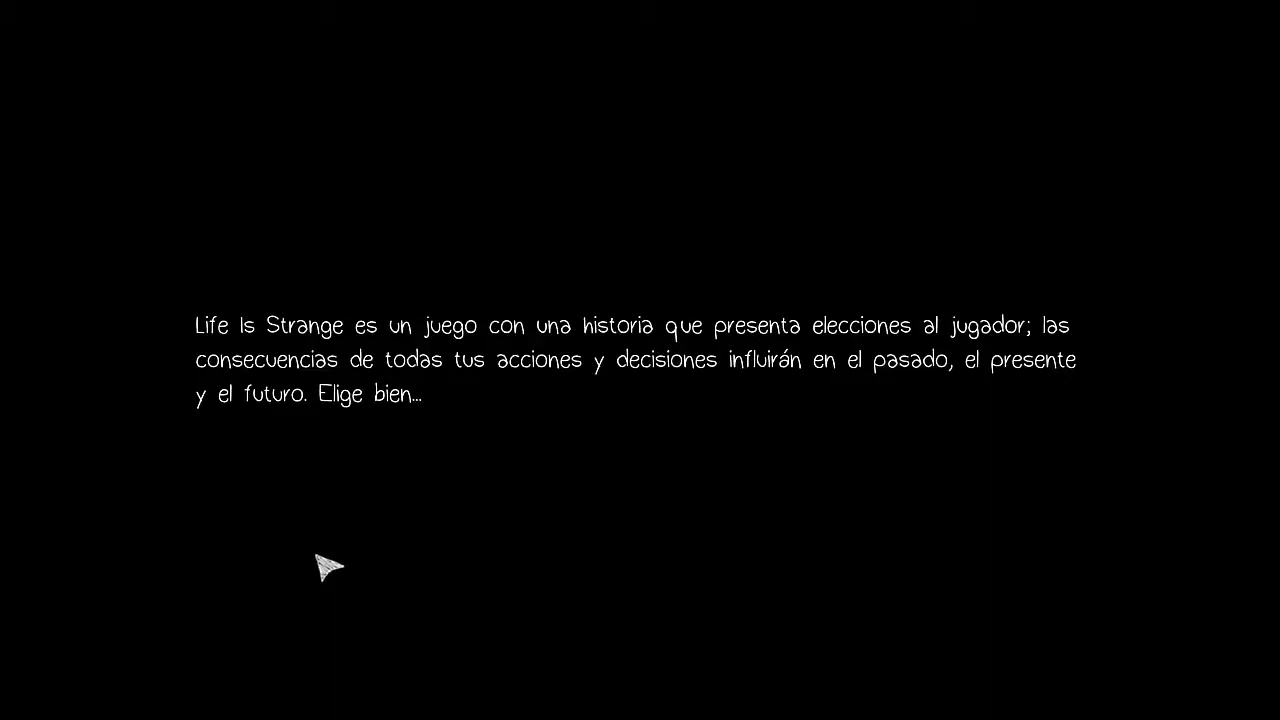 Life Is Strange es un juego con una historia que presenta elecciones al jugador; las
consecuencias de todas tus acciones y decisiones influirán en el pasado, el presente
y el futuro. Elige bien...